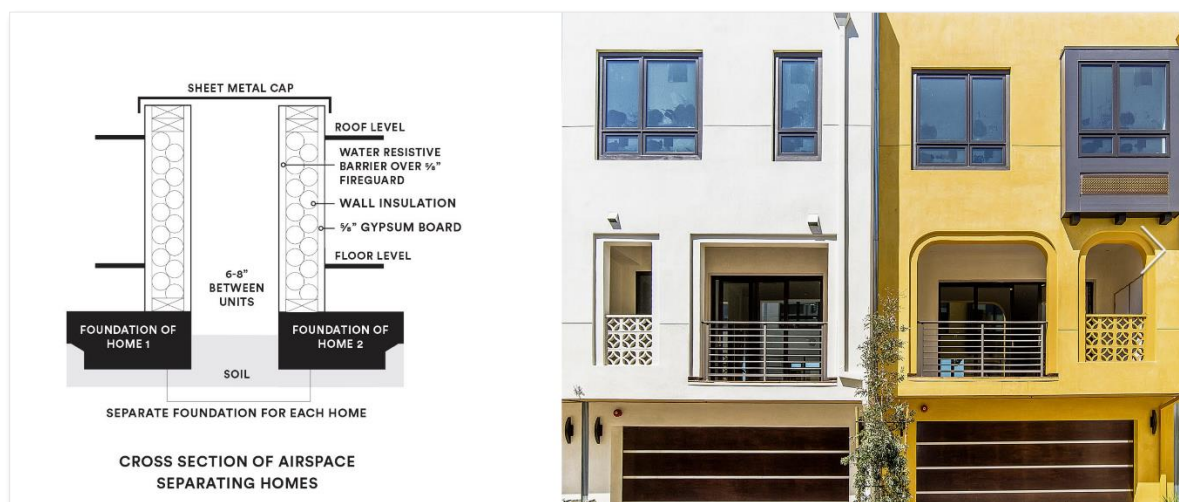 SHEET METAL CAP
ROOF LEVEL
WATER RESISTIVE
BARRIER OVER ⅝"
FIREGUARD
WALL INSULATION
⅝" GYPSUM BOARD
FLOOR LEVEL
6-8"
BETWEEN
UNITS
FOUNDATION OF
HOME 1
FOUNDATION OF
HOME 2
SOIL
SEPARATE FOUNDATION FOR EACH HOME
CROSS SECTION OF AIRSPACE
SEPARATING HOMES